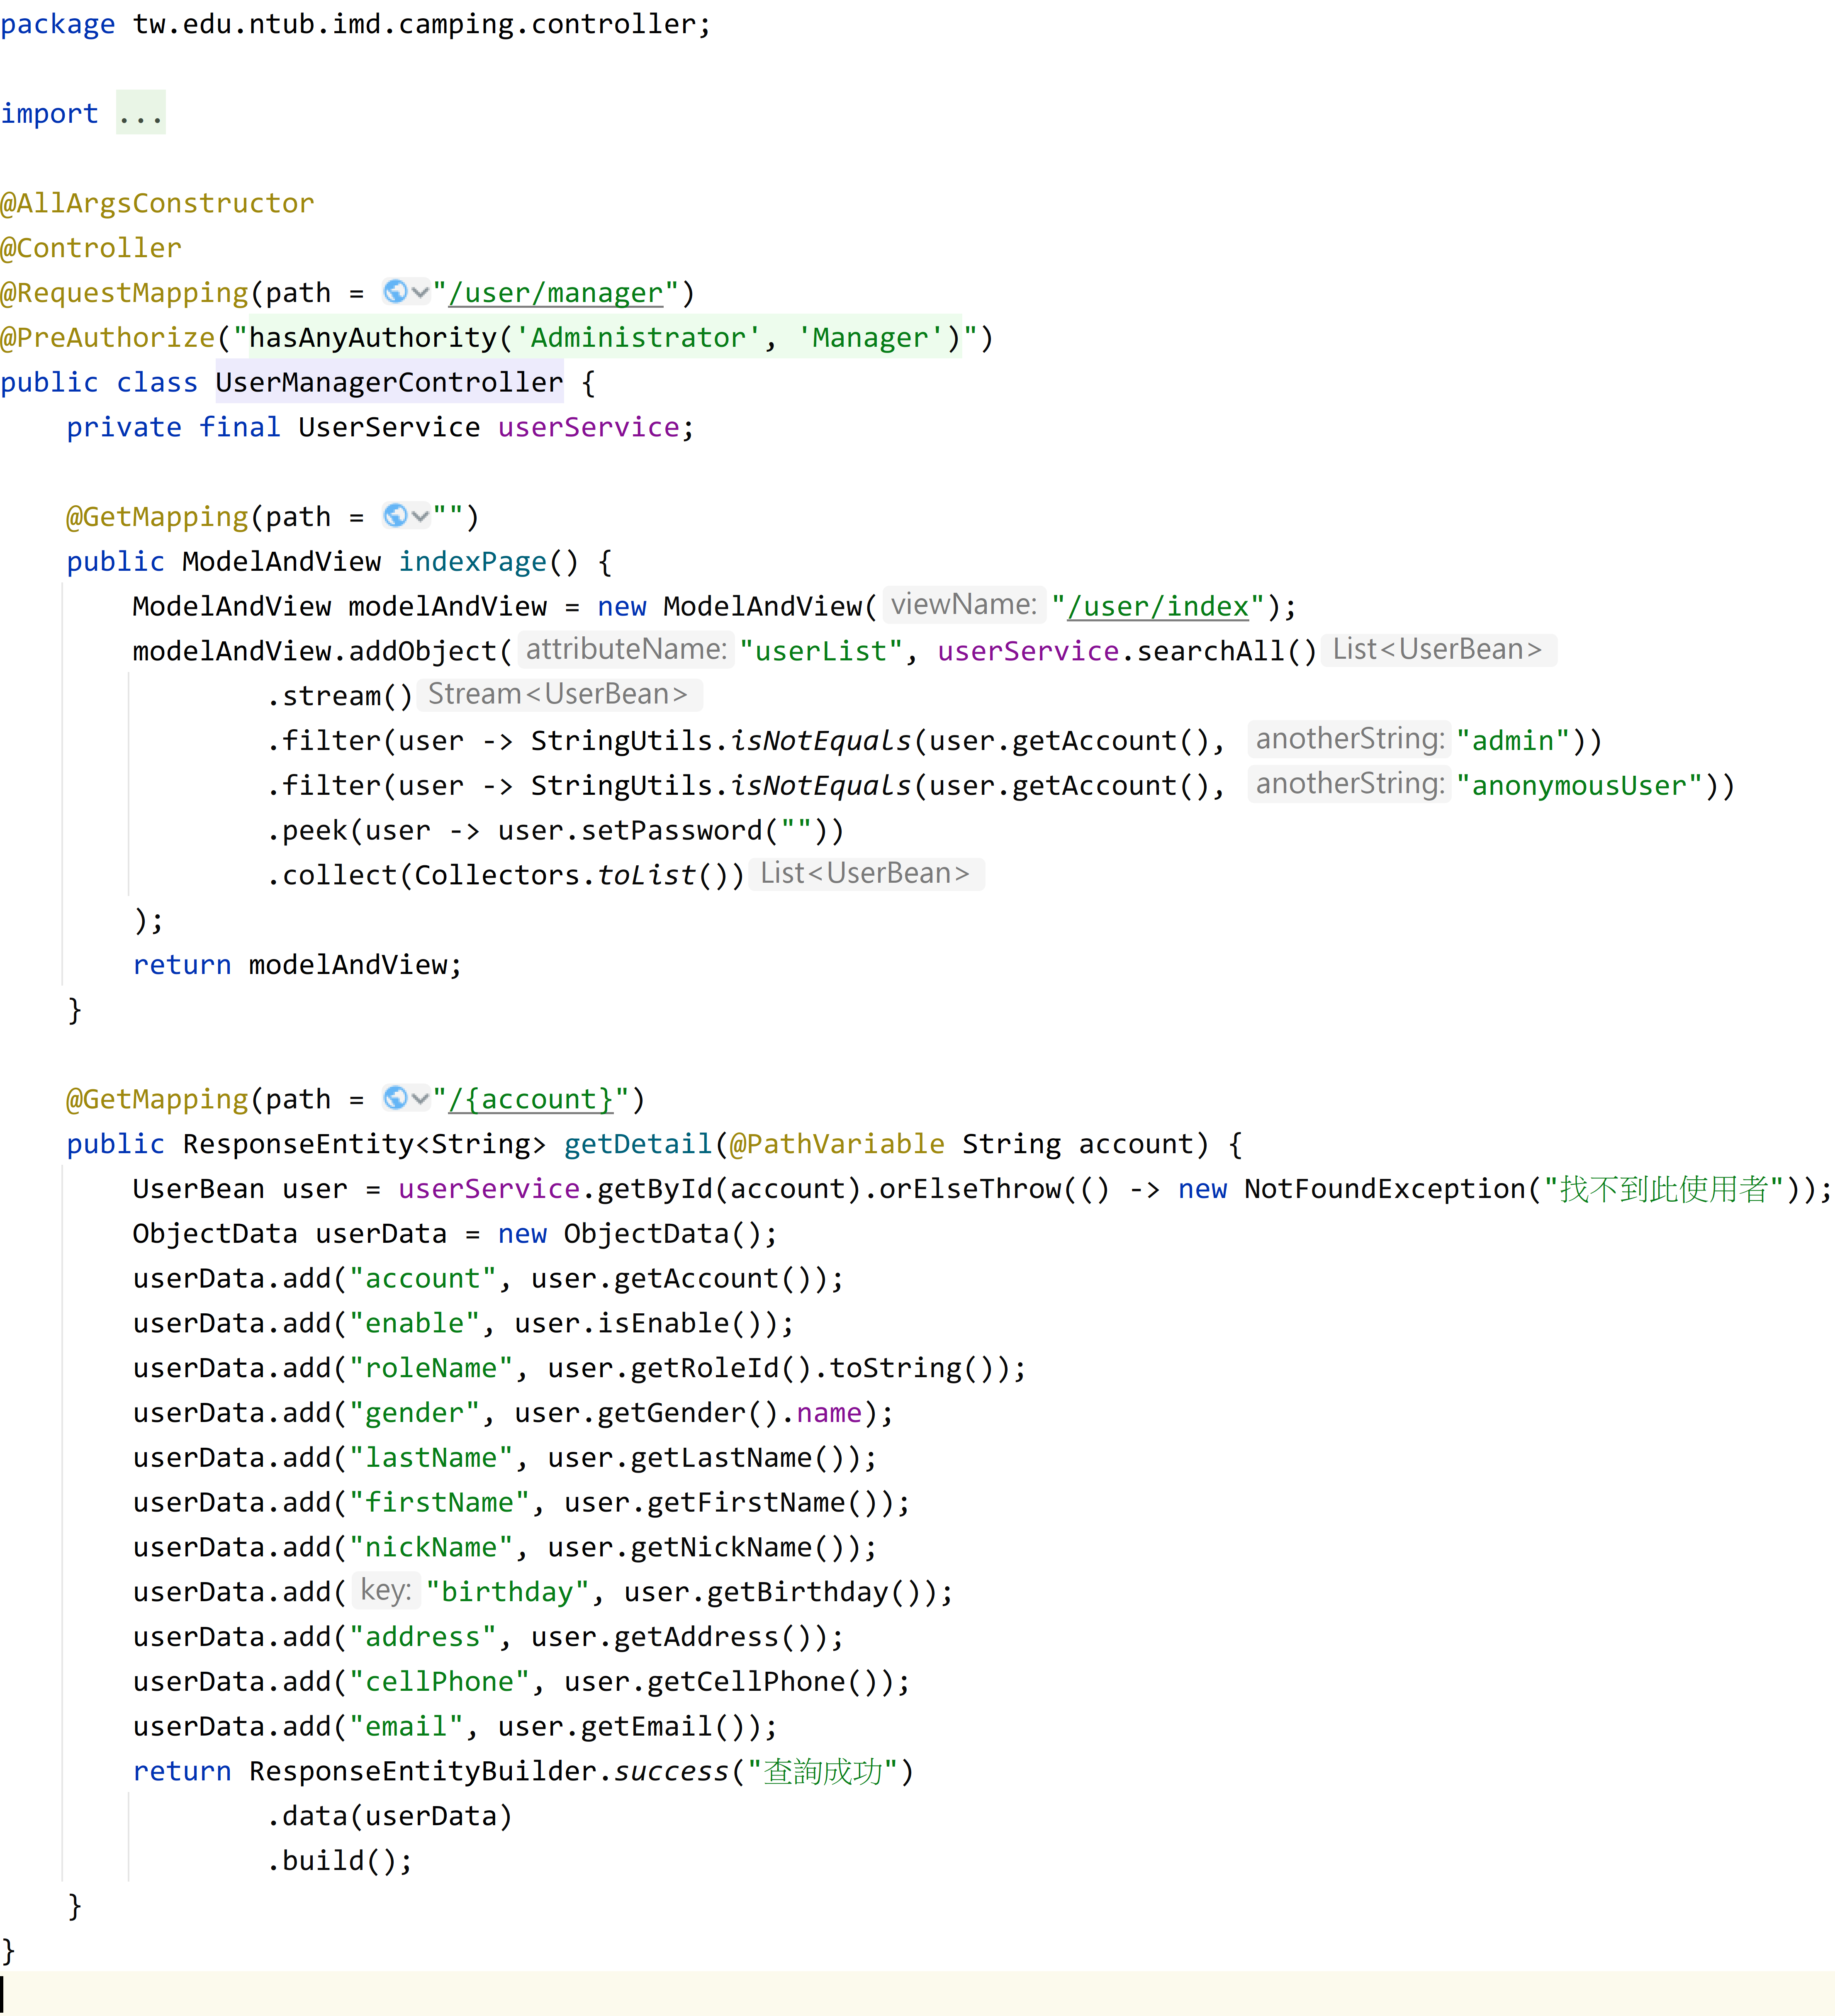 package tw.edu.ntub.imd.camping.controller;
import ...
@AllArgsConstructor
@Controller
@RequestMapping(path = "/user/manager")
@PreAuthorize("hasAnyAuthority('Administrator', 'Manager')")
public class UserManagerController {
    private final UserService userService;
    @GetMapping(path = "")
    public ModelAndView indexPage() {
        ModelAndView modelAndView = new ModelAndView( viewName: "/user/index");
        modelAndView.addObject( attributeName: "userList", userService.searchAll() List<UserBean>
                .stream() Stream<UserBean>
                .filter(user -> StringUtils.isNotEquals(user.getAccount(), anotherString: "admin"))
                .filter(user -> StringUtils.isNotEquals(user.getAccount(), anotherString: "anonymousUser"))
                .peek(user -> user.setPassword(""))
                .collect(Collectors.toList()) List<UserBean>
        );
        return modelAndView;
    }
    @GetMapping(path = "/{account}")
    public ResponseEntity<String> getDetail(@PathVariable String account) {
        UserBean user = userService.getById(account).orElseThrow(() -> new NotFoundException("找不到此使用者"));
        ObjectData userData = new ObjectData();
        userData.add("account", user.getAccount());
        userData.add("enable", user.isEnable());
        userData.add("roleName", user.getRoleId().toString());
        userData.add("gender", user.getGender().name);
        userData.add("lastName", user.getLastName());
        userData.add("firstName", user.getFirstName());
        userData.add("nickName", user.getNickName());
        userData.add( key: "birthday", user.getBirthday());
        userData.add("address", user.getAddress());
        userData.add("cellPhone", user.getCellPhone());
        userData.add("email", user.getEmail());
        return ResponseEntityBuilder.success("查詢成功")
                .data(userData)
                .build();
    }
}